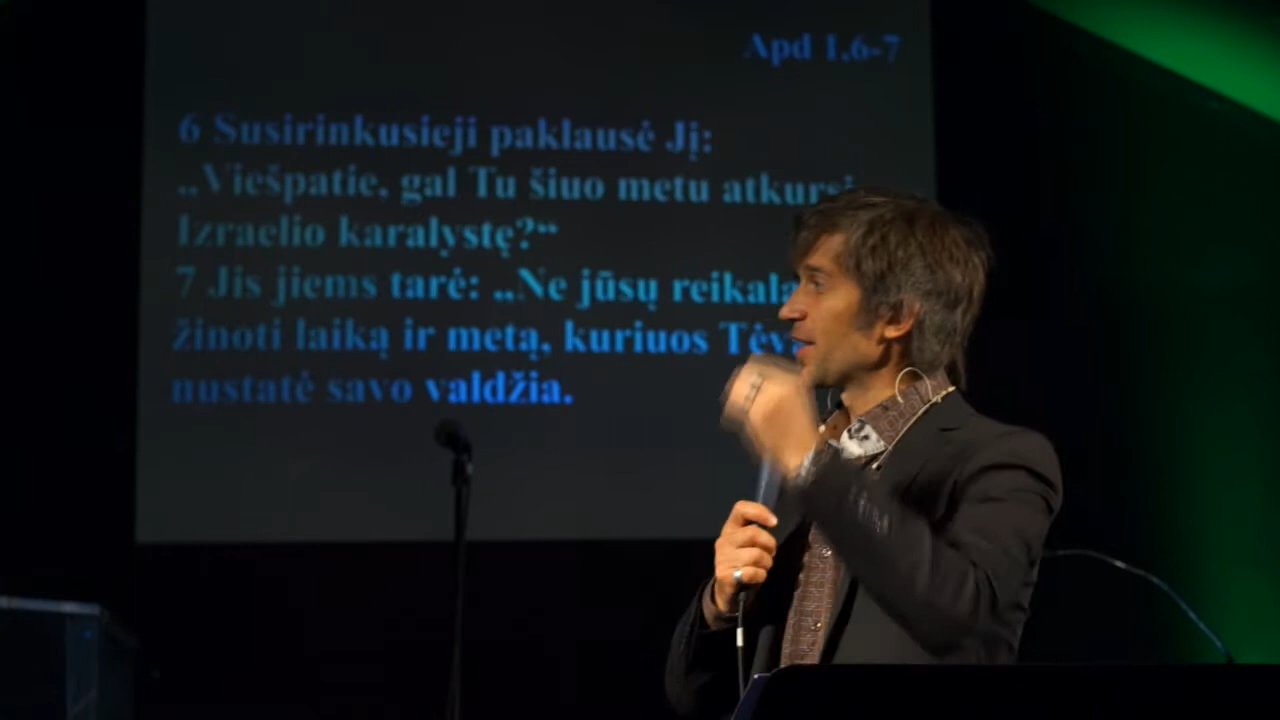 Apd 1,6-7
6 Susirinkusieji paklausė Jį:
„Viešpatie, gal Tu šiuo metu atkursi
Izraelio karalystę?“
7 Jis jiems tarė: „Ne jūsų
žinoti laiką ir metą, kuriuos
nustatė savo valdžia.